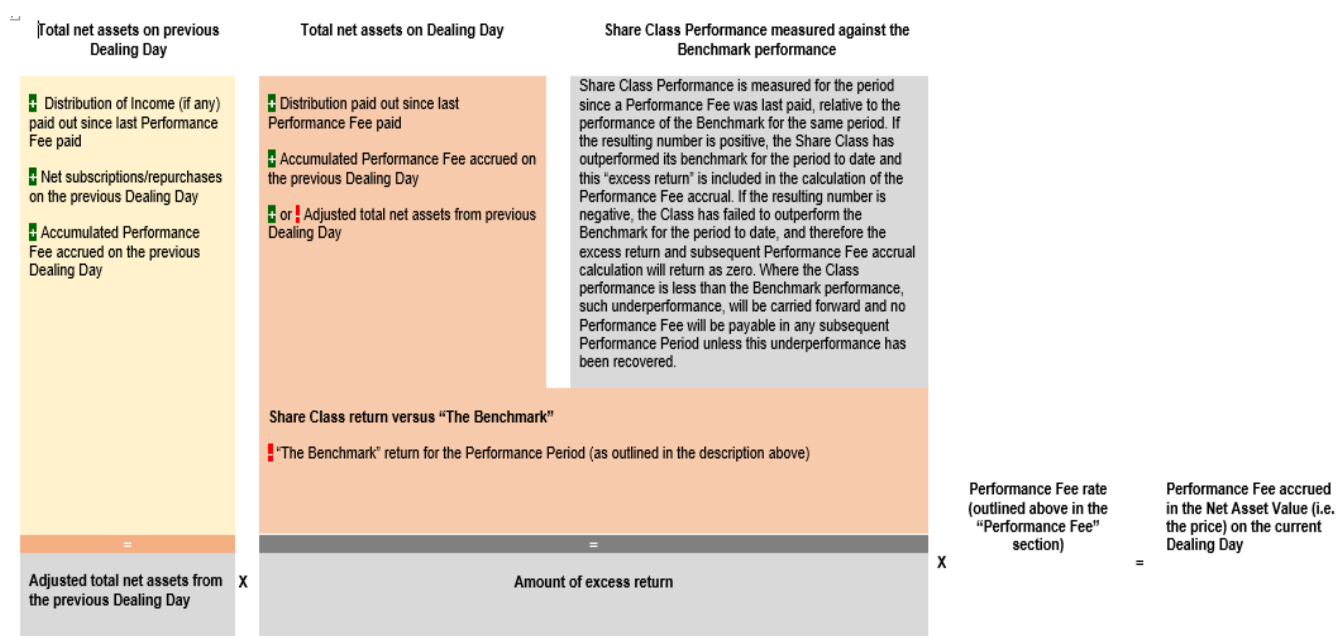 Total net assets on previous
Dealing Day
Total net assets on Dealing Day
Share Class Performance measured against the
Benchmark performance
+ Distribution of Income (if any)
paid out since last Performance
Fee paid
+ Net subscriptions/repurchases
on the previous Dealing Day
+ Accumulated Performance
Fee accrued on the previous
Dealing Day
+ Distribution paid out since last
Performance Fee paid
+ Accumulated Performance Fee accrued on
the previous Dealing Day
+ or ! Adjusted total net assets from previous
Dealing Day
Share Class Performance is measured for the period
since a Performance Fee was last paid, relative to the
performance of the Benchmark for the same period. If
the resulting number is positive, the Share Class has
outperformed its benchmark for the period to date and
this “excess return” is included in the calculation of the
Performance Fee accrual. If the resulting number is
negative, the Class has failed to outperform the
Benchmark for the period to date, and therefore the
excess return and subsequent Performance Fee accrual
calculation will return as zero. Where the Class
performance is less than the Benchmark performance,
such underperformance, will be carried forward and no
Performance Fee will be payable in any subsequent
Performance Period unless this underperformance has
been recovered.
Share Class return versus “The Benchmark”
! “The Benchmark” return for the Performance Period (as outlined in the description above)
=
=
Adjusted total net assets from
the previous Dealing Day
X
Amount of excess return
X
Performance Fee rate
(outlined above in the
“Performance Fee”
section)
=
Performance Fee accrued
in the Net Asset Value (i.e.
the price) on the current
Dealing Day